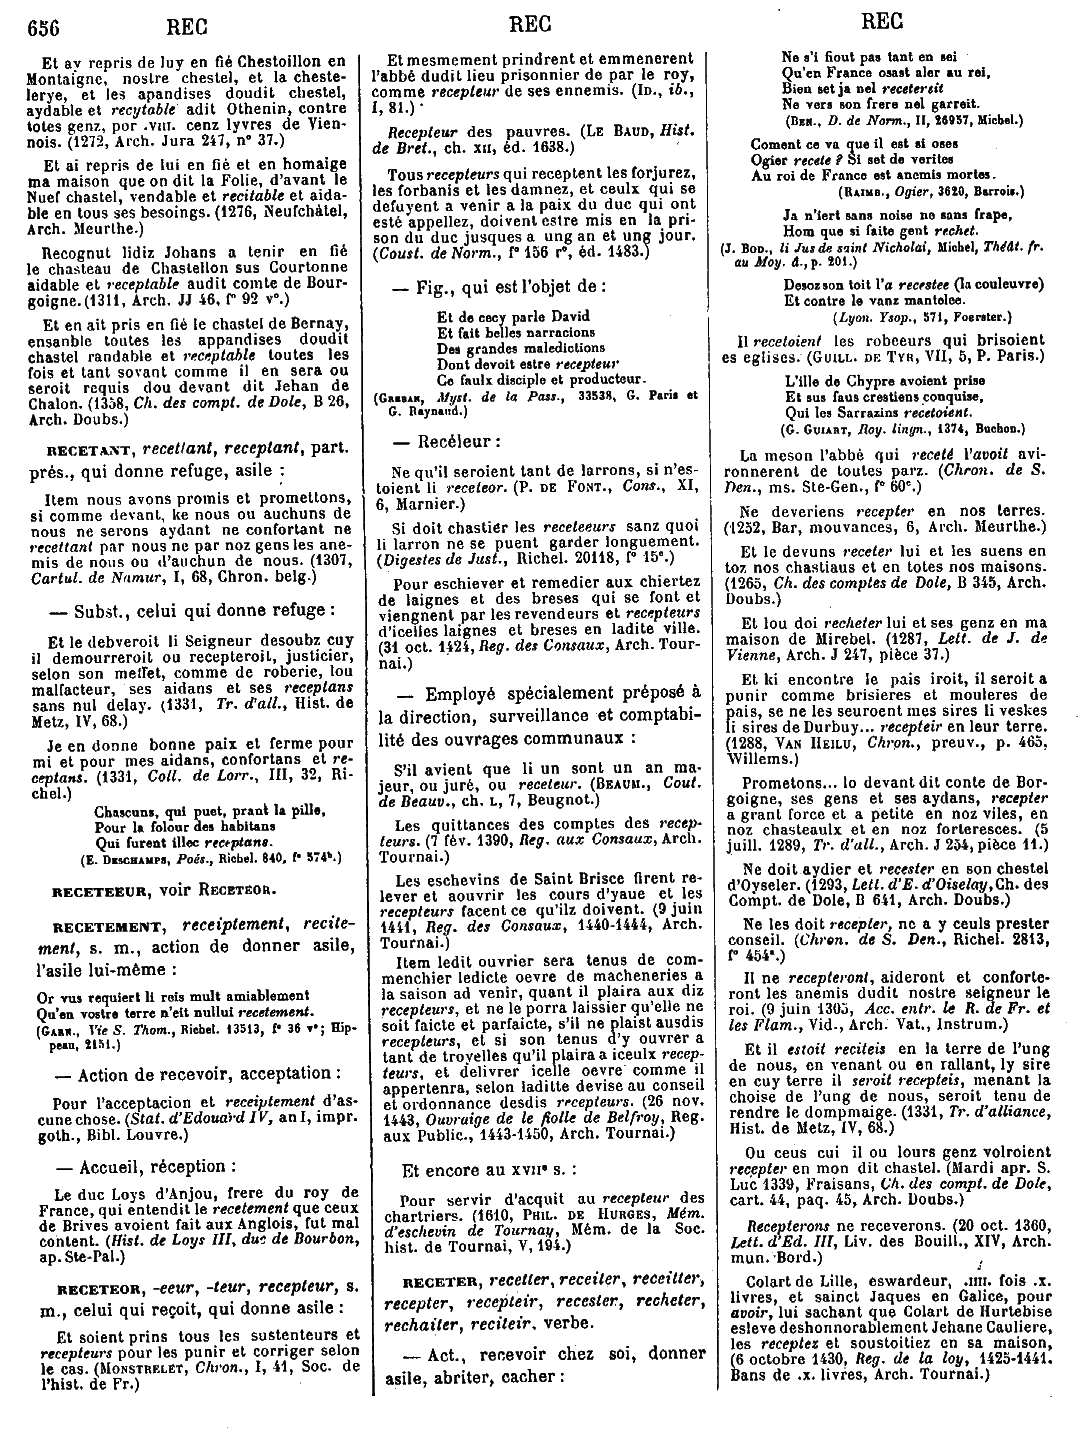 656 REC REC REC
Et av repris de luy en fié Chestoillon en
Montaigne, nostre chestel, et la cheste-
lerye, et les apandises doudit chestel,
aydable et recytable adit Othenin, contre
totes genz, por .VIII. cenz lyvres de Vien-
nois. (1272, Arch. Jura 247, n° 37.)
Et ai repris de lui en fié et en homaige
ma maison que on dit la Folie, d'avant le
Nuef chastel, vendable et recitable et aida-
ble en tous ses besoings. (1276, Neufchâtel,
Arch. Meurthe.)
Recognut lidiz Johans a tenir en fié
le chasteau de Chastellon sus Courtonne
aidable et receptable audit comte de Bour-
goigne. (1311, Arch. JJ 46, f° 92 v°.)
Et en ait pris en fié le chastel de Bernay,
ensanble toutes les appandises doudit
chastel randable et receptable toutes les
fois et tant sovant comme il en sera ou
seroit requis dou devant dit Jehan de
Chalon. (1358, Ch. des compt. de Dole, B 26,
Arch. Doubs.)
RECETANT, recettant, receptant, part.
prés., qui donne refuge, asile :
Item nous avons promis et promettons,
si comme devant, ke nous ou auchuns de
nous ne serons aydant ne confortant ne
recettant par nous ne par noz gens les ane-
mis de nous ou d'auchun de nous. (1307,
Cartul. de Namur, I, 68, Chron. belg.)
— Subst., celui qui donne refuge :
Et le debveroit li Seigneur desoubz cuy
il demourreroit ou recepteroit, justicier,
selon son meffet, comme de roberie, lou
malfacteur, ses aidans et ses receptans
sans nul delay. (1331, Tr. d'all., Hist. de
Metz, IV, 68.)
Je en donne bonne paix et ferme pour
mi et pour mes aidans, confortans et re-
ceptans. (1331, Coll. de Lorr., III, 32, Ri-
chel.)
Chascuns, qui puet, prant la pille,
Pour la folour des habitans
Qui furent illec receptans.
(E. DESCHAMPS, Poés., Richel. 840, f° 574ᵇ.)
RECETEEUR, voir RECETEOR.
RECETEMENT, receiptement, recite-
ment, s. m., action de donner asile,
l'asile lui-même :
Or vus requiert li rois mult amiablement
Qu'en vostre terre n'eit nullui recetement.
(GARN., Vie S. Thom., Richel. 13513, f° 36 v°; Hip-
peau, 2151.)
— Action de recevoir, acceptation :
Pour l'acceptacion et receiptement d'as-
cune chose. (Stat. d'Edouard IV, an I, impr.
goth., Bibl. Louvre.)
— Accueil, réception :
Le duc Loys d'Anjou, frere du roy de
France, qui entendit le recetement que ceux
de Brives avoient fait aux Anglois, fut mal
content. (Hist. de Loys III, duc de Bourbon,
ap. Ste-Pal.)
RECETEOR, -eeur, -teur, recepteur, s.
m., celui qui reçoit, qui donne asile :
Et soient prins tous les sustenteurs et
recepteurs pour les punir et corriger selon
le cas. (MONSTRELET, Chron., I, 41, Soc. de
l'hist. de Fr.)
Et mesmement prindrent et emmenerent
l'abbé dudit lieu prisonnier de par le roy,
comme recepteur de ses ennemis. (ID., ib.,
I, 81.)
Recepteur des pauvres. (LE BAUD, Hist.
de Bret., ch. XII, éd. 1638.)
Tous recepteurs qui receptent les forjurez,
les forbanis et les damnez, et ceulx qui se
defuyent a venir a la paix du duc qui ont
esté appellez, doivent estre mis en la pri-
son du duc jusques a ung an et ung jour.
(Coust. de Norm., f° 156 r°, éd. 1483.)
— Fig., qui est l'objet de :
Et de cecy parle David
Et fait belles narracions
Des grandes maledictions
Dont devoit estre recepteur
Ce faulx disciple et producteur.
(GREBAN, Myst. de la Pass., 33538, G. Paris et
G. Raynaud.)
— Recéleur :
Ne qu'il seroient tant de larrons, si n'es-
toient li receteor. (P. DE FONT., Cons., XI,
6, Marnier.)
Si doit chastier les receteeurs sanz quoi
li larron ne se puent garder longuement.
(Digestes de Just., Richel. 20118, f° 15ᵉ.)
Pour eschiever et remedier aux chiertez
de laignes et des breses qui se font et
viengnent par les revendeurs et recepteurs
d'icelles laignes et breses en ladite ville.
(31 oct. 1424, Reg. des Consaux, Arch. Tour-
nai.)
— Employé spécialement préposé à
la direction, surveillance et comptabi-
lité des ouvrages communaux :
S'il avient que li un sont un an ma-
jeur, ou juré, ou receteur. (BEAUM., Cout.
de Beauv., ch. L, 7, Beugnot.)
Les quittances des comptes des recep-
teurs. (7 fév. 1390, Reg. aux Consaux, Arch.
Tournai.)
Les eschevins de Saint Brisce firent re-
lever et aouvrir les cours d'yaue et les
recepteurs facent ce qu'ilz doivent. (9 juin
1441, Reg. des Consaux, 1440-1444, Arch.
Tournai.)
Item ledit ouvrier sera tenus de com-
menchier ledicte oevre de macheneries a
la saison ad venir, quant il plaira aux diz
recepteurs, et ne le porra laissier qu'elle ne
soit faicte et parfaicte, s'il ne plaist ausdis
recepteurs, et si son tenus d'y ouvrer a
tant de troyelles qu'il plaira a iceulx recep-
teurs, et delivrer icelle oevre comme il
appertenra, selon laditte devise au conseil
et ordonnance desdis recepteurs. (26 nov.
1443, Ouvraige de le fiolle de Belfroy, Reg.
aux Public., 1443-1450, Arch. Tournai.)
Et encore au XVIIᵉ s. :
Pour servir d'acquit au recepteur des
chartriers. (1610, PHIL. DE HURGES, Mém.
d'eschevin de Tournay, Mém. de la Soc.
hist. de Tournai, V, 194.)
RECETER, recetter, receiter, receitter,
recepter, recepteir, recester, recheter,
rechaiter, reciteir, verbe.
— Act., recevoir chez soi, donner
asile, abriter, cacher :
Ne s'i fiout pas tant en sei
Qu'en France osast aler au rei,
Bien set ja nel recetersit
Ne vers son frere nel garreit.
(BEN., D. de Norm., II, 26957, Michel.)
Coment ce va que il est si oses
Ogier recete ? Si set de verites
Au roi de France est anemis mortes.
(RAIMB., Ogier, 3620, Barrois.)
Ja n'iert sans noise ne sans frape,
Hom que si faite gent rechet.
(J. BOD., li Jus de saint Nicholai, Michel, Théât. fr.
au Moy. â., p. 201.)
Desoz son toit l'a recestee (la couleuvre)
Et contre le vanz mantelee.
(Lyon. Ysop., 571, Foerster.)
Il recetoient les robeeurs qui brisoient
es eglises. (GUILL. DE TYR, VII, 5, P. Paris.)
L'ille de Chypre avoient prise
Et sus faus crestiens conquise,
Qui les Sarrazins recetoient.
(G. GUIART, Roy. lingn., 1374, Buchon.)
La meson l'abbé qui receté l'avoit avi-
ronnerent de toutes parz. (Chron. de S.
Den., ms. Ste-Gen., f° 60ᶜ.)
Ne deveriens recepter en nos terres.
(1252, Bar, mouvances, 6, Arch. Meurthe.)
Et le devuns receter lui et les suens en
toz nos chastiaus et en totes nos maisons.
(1265, Ch. des comptes de Dole, B 345, Arch.
Doubs.)
Et lou doi recheter lui et ses genz en ma
maison de Mirebel. (1287, Lett. de J. de
Vienne, Arch. J 247, pièce 37.)
Et ki encontre le pais iroit, il seroit a
punir comme brisieres et mouleres de
pais, se ne les seuroent mes sires li veskes
li sires de Durbuy... recepteir en leur terre.
(1288, VAN HEILU, Chron., preuv., p. 465,
Willems.)
Prometons... lo devant dit conte de Bor-
goigne, ses gens et ses aydans, recepter
a grant force et a petite en noz viles, en
noz chasteaulx et en noz forteresces. (5
juill. 1289, Tr. d'all., Arch. J 254, pièce 11.)
Ne doit aydier et recester en son chestel
d'Oyseler. (1293, Lett. d'E. d'Oiselay, Ch. des
Compt. de Dole, B 641, Arch. Doubs.)
Ne les doit recepter, ne a y ceuls prester
conseil. (Chron. de S. Den., Richel. 2813,
f° 454ᵃ.)
Il ne recepteront, aideront et conforte-
ront les anemis dudit nostre seigneur le
roi. (9 juin 1305, Acc. entr. le R. de Fr. et
les Flam., Vid., Arch. Vat., Instrum.)
Et il estoit reciteis en la terre de l'ung
de nous, en venant ou en rallant, ly sire
en cuy terre il seroit recepteis, menant la
choise de l'ung de nous, seroit tenu de
rendre le dompmaige. (1331, Tr. d'alliance,
Hist. de Metz, IV, 68.)
Ou ceus cui il ou lours genz volroient
recepter en mon dit chastel. (Mardi apr. S.
Luc 1339, Fraisans, Ch. des compt. de Dole,
cart. 44, paq. 45, Arch. Doubs.)
Recepterons ne receverons. (20 oct. 1360,
Lett. d'Ed. III, Liv. des Bouill., XIV, Arch.
mun. Bord.)
Colart de Lille, eswardeur, .IIII. fois .x.
livres, et sainct Jaques en Galice, pour
avoir, lui sachant que Colart de Hurtebise
esleve deshonnorablement Jehane Cauliere,
les receptez et soustoitiez en sa maison,
(6 octobre 1430, Reg. de la loy, 1425-1441.
Bans de .x. livres, Arch. Tournai.)